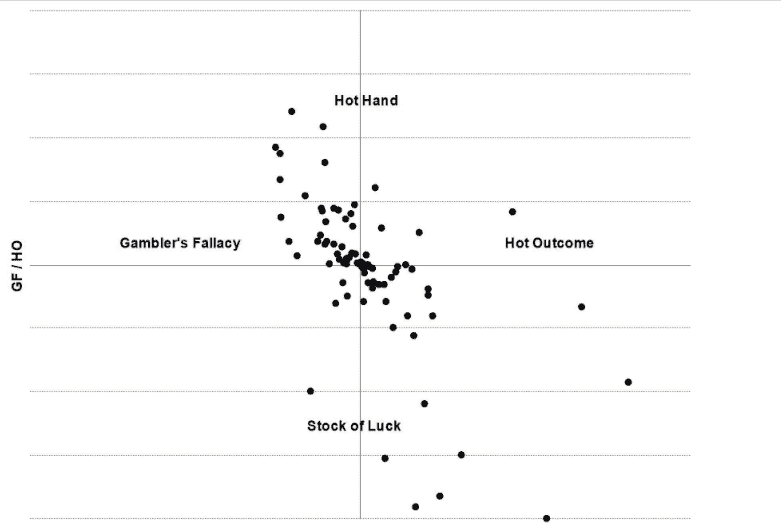 Hot Hand
Gambler's Fallacy
Hot Outcome
GF / HO
Stock of Luck